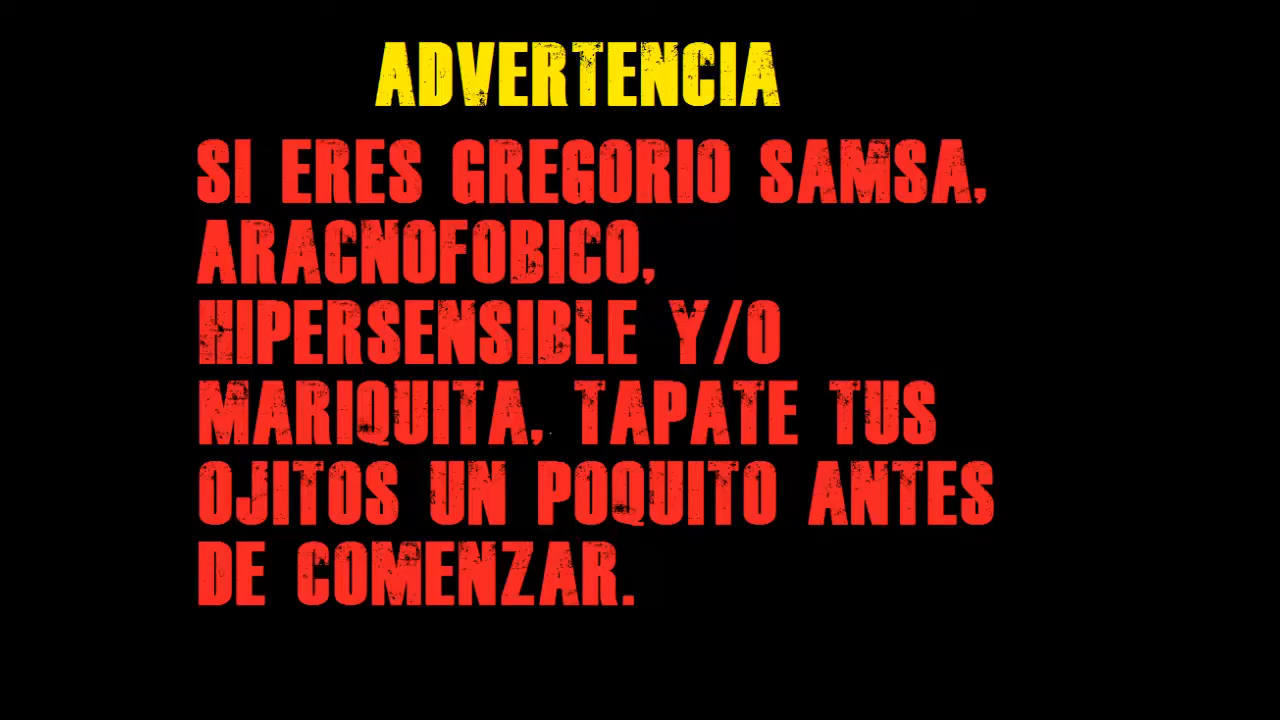 ADVERTENCIA
SI ERES GREGORIO SAMSA,
ARACNOFOBICO,
HIPERSENSIBLE Y/O
MARIQUITA, TAPATE TUS
OJITOS UN POQUITO ANTES
DE COMENZAR.